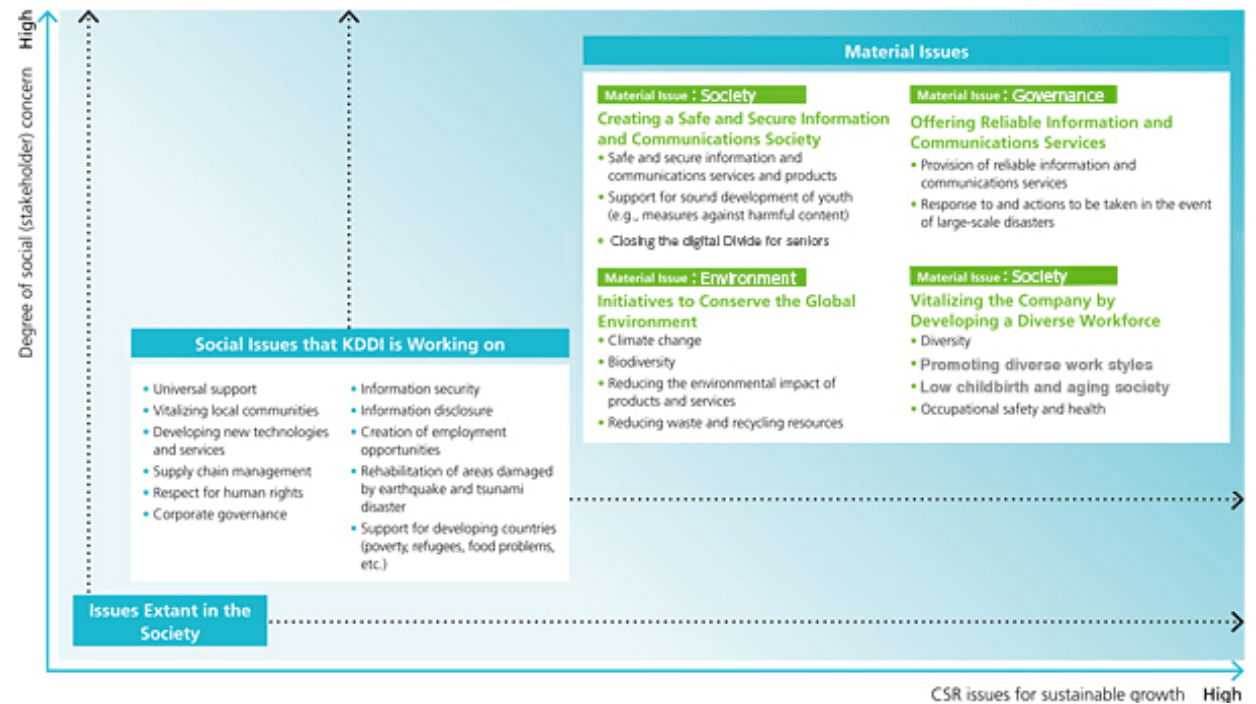 High
Degree of social (stakeholder) concern
Material Issues
Material Issue : Society
Creating a Safe and Secure Information
and Communications Society
• Safe and secure information and
communications services and products
• Support for sound development of youth
(e.g., measures against harmful content)
• Closing the digital Divide for seniors
Material Issue : Governance
Offering Reliable Information and
Communications Services
• Provision of reliable information and
communications services
• Response to and actions to be taken in the event
of large-scale disasters
Material Issue : Environment
Initiatives to Conserve the Global
Environment
• Climate change
• Biodiversity
• Reducing the environmental impact of
products and services
• Reducing waste and recycling resources
Material Issue : Society
Vitalizing the Company by
Developing a Diverse Workforce
• Diversity
• Promoting diverse work styles
• Low childbirth and aging society
• Occupational safety and health
Social Issues that KDDI is Working on
• Universal support
• Vitalizing local communities
• Developing new technologies
and services
• Supply chain management
• Respect for human rights
• Corporate governance
• Information security
• Information disclosure
• Creation of employment
opportunities
• Rehabilitation of areas damaged
by earthquake and tsunami
disaster
• Support for developing countries
(poverty, refugees, food problems,
etc.)
Issues Extant in the
Society
CSR issues for sustainable growth High